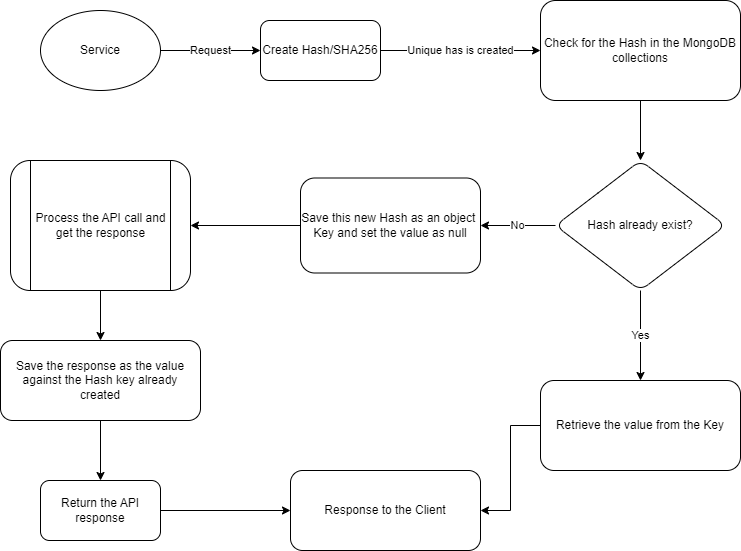 Service
Request
Create Hash/SHA256
Unique has is created
Check for the Hash in the MongoDB
collections
Process the API call and
get the response
Save this new Hash as an object
Key and set the value as null
No
Hash already exist?
Yes
Save the response as the value
against the Hash key already
created
Retrieve the value from the Key
Return the API
response
Response to the Client